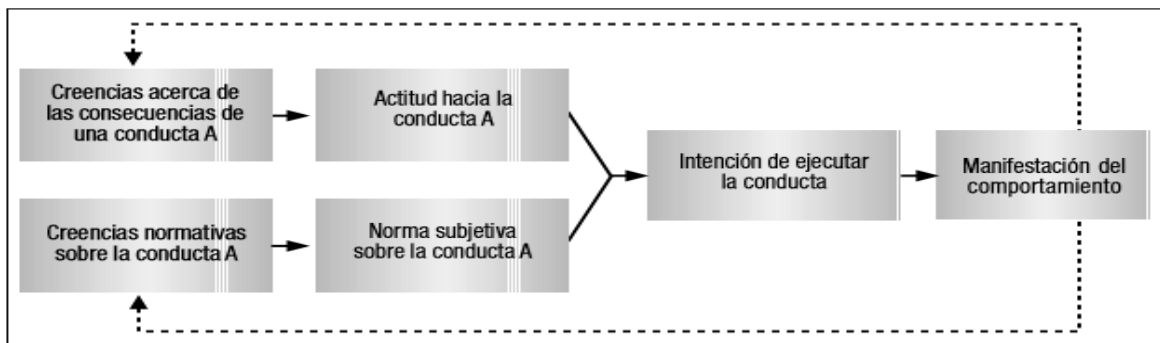 Creencias acerca de
las consecuencias de
una conducta A
Actitud hacia la
conducta A
Intención de ejecutar
la conducta
Manifestación del
comportamiento
Creencias normativas
sobre la conducta A
Norma subjetiva
sobre la conducta A